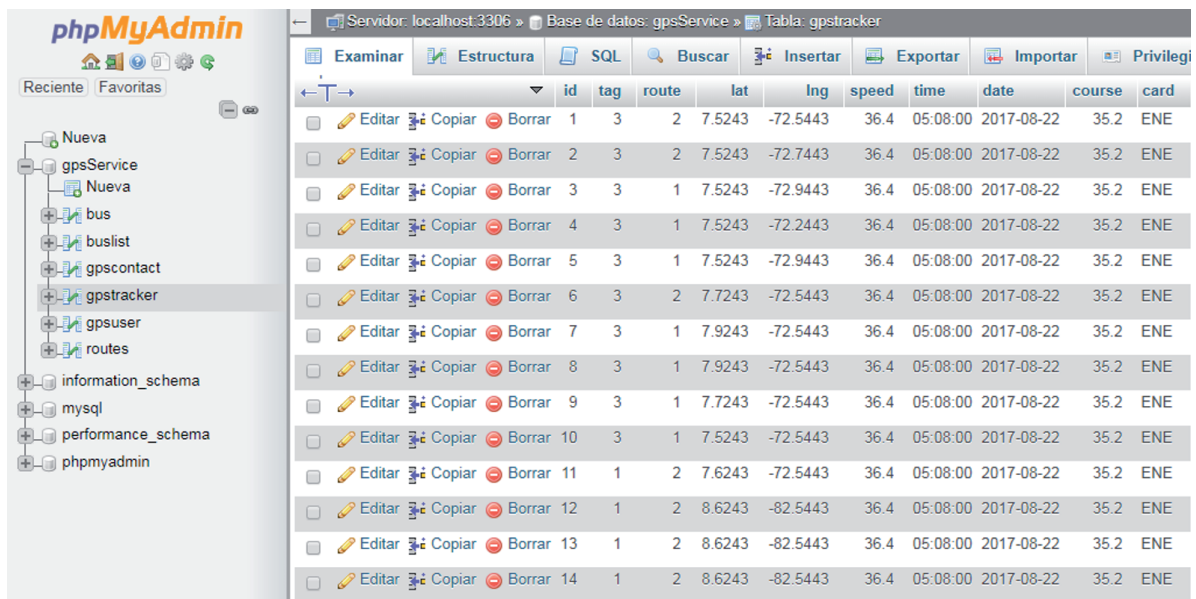 phpMyAdmin
Reciente Favoritas
Nueva
gpsService
Nueva
bus
buslist
gpscontact
gpstracker
gpsuser
routes
information_schema
mysql
performance_schema
phpmyadmin
← Servidor: localhost:3306 » Base de datos: gpsService » Tabla: gpstracker
Examinar Estructura SQL Buscar Insertar Exportar Importar Privilegi
←T→ ▼ id tag route lat lng speed time date course card
Editar Copiar Borrar 1 3 2 7.5243 -72.5443 36.4 05:08:00 2017-08-22 35.2 ENE
Editar Copiar Borrar 2 3 2 7.5243 -72.7443 36.4 05:08:00 2017-08-22 35.2 ENE
Editar Copiar Borrar 3 3 1 7.5243 -72.9443 36.4 05:08:00 2017-08-22 35.2 ENE
Editar Copiar Borrar 4 3 1 7.5243 -72.2443 36.4 05:08:00 2017-08-22 35.2 ENE
Editar Copiar Borrar 5 3 1 7.5243 -72.9443 36.4 05:08:00 2017-08-22 35.2 ENE
Editar Copiar Borrar 6 3 2 7.7243 -72.5443 36.4 05:08:00 2017-08-22 35.2 ENE
Editar Copiar Borrar 7 3 1 7.9243 -72.5443 36.4 05:08:00 2017-08-22 35.2 ENE
Editar Copiar Borrar 8 3 1 7.9243 -72.5443 36.4 05:08:00 2017-08-22 35.2 ENE
Editar Copiar Borrar 9 3 1 7.7243 -72.5443 36.4 05:08:00 2017-08-22 35.2 ENE
Editar Copiar Borrar 10 3 1 7.5243 -72.5443 36.4 05:08:00 2017-08-22 35.2 ENE
Editar Copiar Borrar 11 1 2 7.6243 -72.5443 36.4 05:08:00 2017-08-22 35.2 ENE
Editar Copiar Borrar 12 1 2 8.6243 -82.5443 36.4 05:08:00 2017-08-22 35.2 ENE
Editar Copiar Borrar 13 1 2 8.6243 -82.5443 36.4 05:08:00 2017-08-22 35.2 ENE
Editar Copiar Borrar 14 1 2 8.6243 -82.5443 36.4 05:08:00 2017-08-22 35.2 ENE